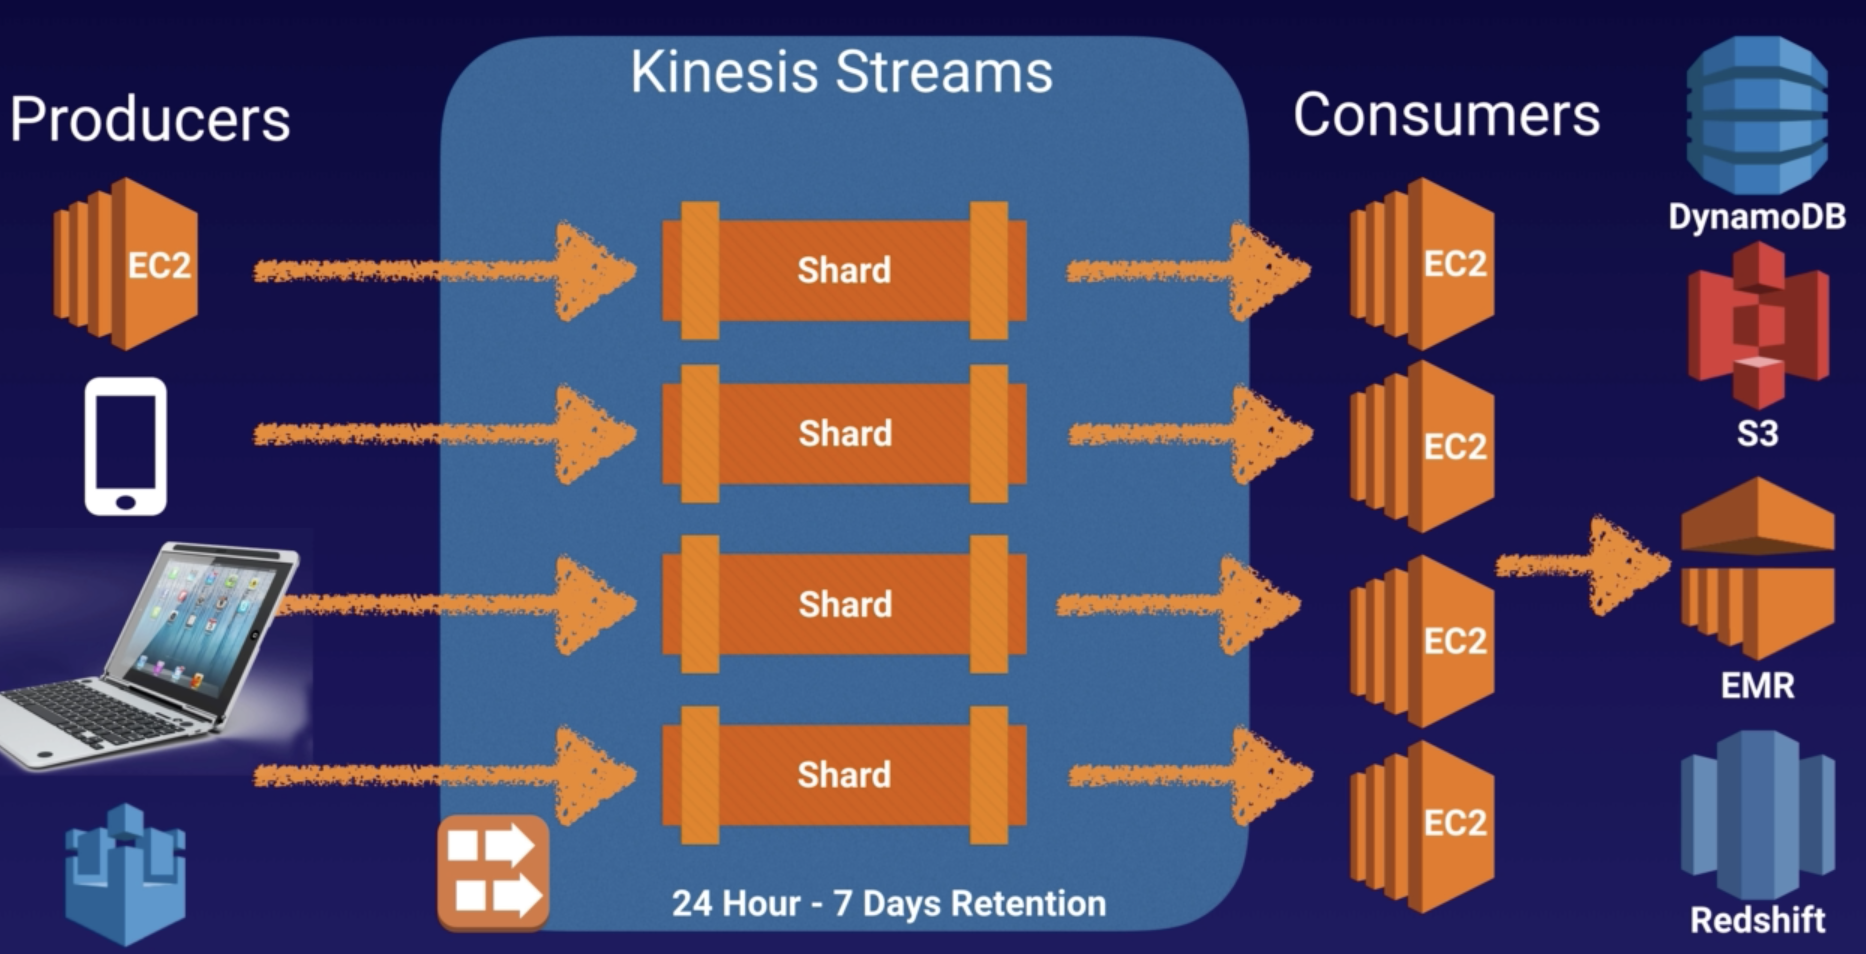 Kinesis Streams
Producers
EC2
Shard
Shard
Shard
Shard
24 Hour - 7 Days Retention
Consumers
EC2
EC2
EC2
EC2
DynamoDB
S3
EMR
Redshift